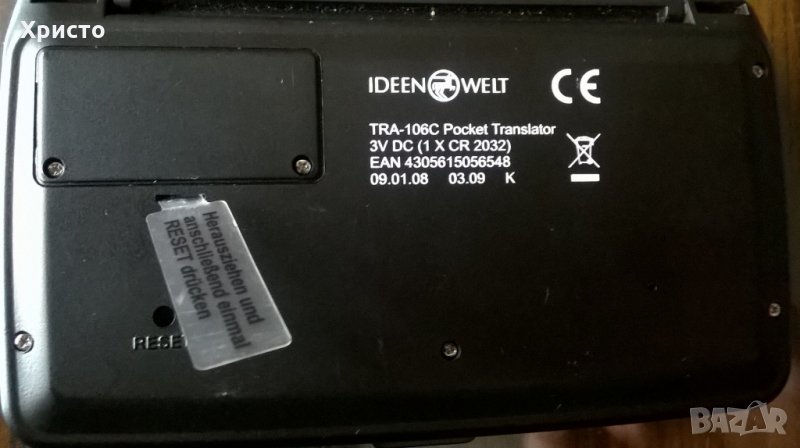 Христо
IDEEN WELT CE
TRA-106C Pocket Translator
3V DC (1 X CR 2032)
EAN 4305615056548
09.01.08 03.09 K
Herausziehen und
anschließend einmal
RESET drücken
RESET
BAZAR